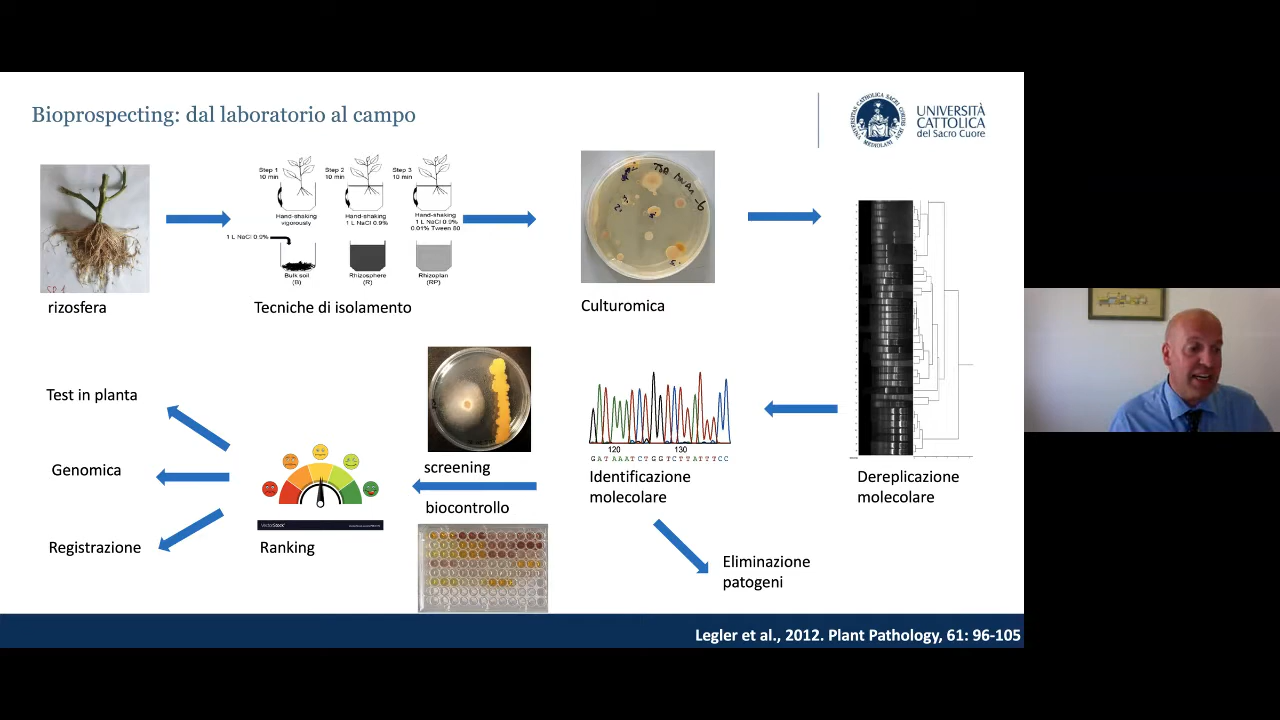 Bioprospecting: dal laboratorio al campo
UNIVERSITÀ
CATTOLICA
del Sacro Cuore
Step 1
10 min
Step 2
10 min
Step 3
10 min
Hand-shaking
vigorously
Hand-shaking
1 L NaCl 0.9%
Hand-shaking
1 L NaCl 0.9%
0.01% Tween 80
1 L NaCl 0.9%
Bulk soil
(B)
Rhizosphere
(R)
Rhizoplan
(RP)
rizosfera
Tecniche di isolamento
Culturomica
Dereplicazione
molecolare
120
130
GATAAATCTGGTCTTATTTCC
Identificazione
molecolare
Eliminazione
patogeni
screening
biocontrollo
VectorStock
Ranking
Test in planta
Genomica
Registrazione
Legler et al., 2012. Plant Pathology, 61: 96-105